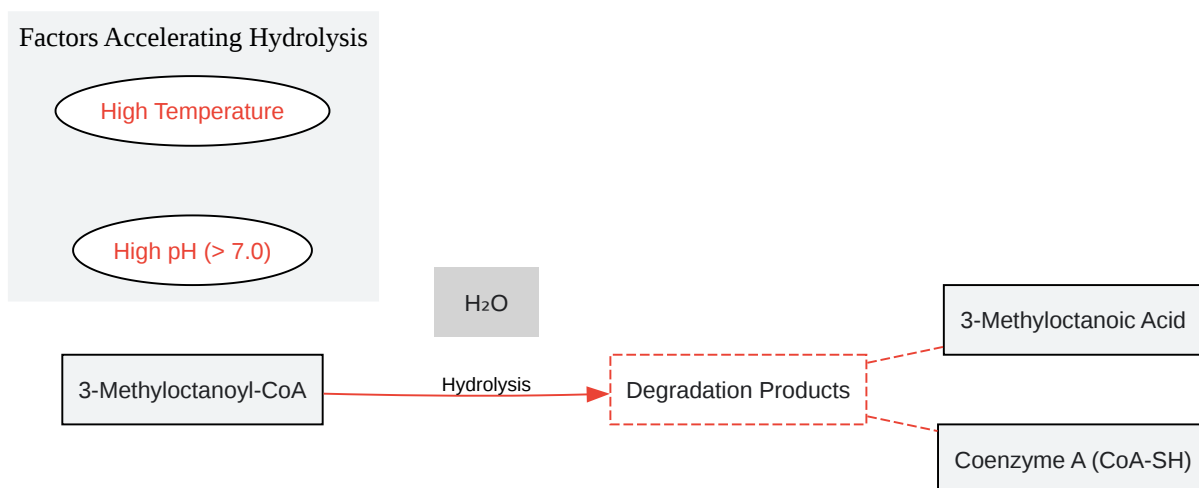 Factors Accelerating Hydrolysis
High Temperature
High pH (> 7.0)
H₂O
3-Methyloctanoyl-CoA
Hydrolysis
Degradation Products
3-Methyloctanoic Acid
Coenzyme A (CoA-SH)